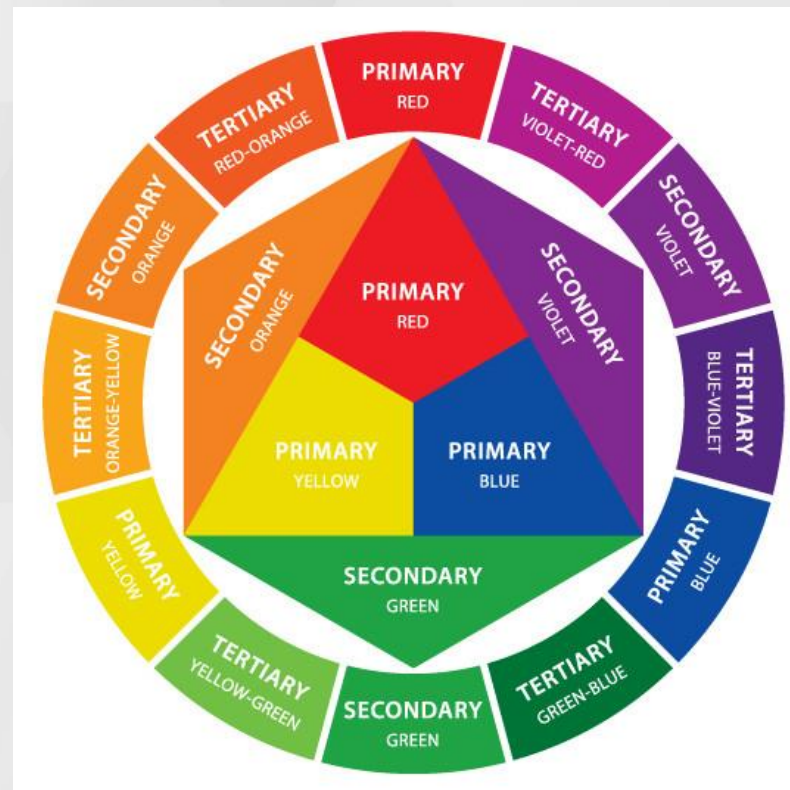 PRIMARY
RED
TERTIARY
VIOLET-RED
SECONDARY
VIOLET
TERTIARY
BLUE-VIOLET
PRIMARY
BLUE
TERTIARY
GREEN-BLUE
SECONDARY
GREEN
TERTIARY
YELLOW-GREEN
PRIMARY
YELLOW
TERTIARY
ORANGE-YELLOW
SECONDARY
ORANGE
TERTIARY
RED-ORANGE
PRIMARY
RED
SECONDARY
VIOLET
PRIMARY
BLUE
SECONDARY
GREEN
PRIMARY
YELLOW
SECONDARY
ORANGE